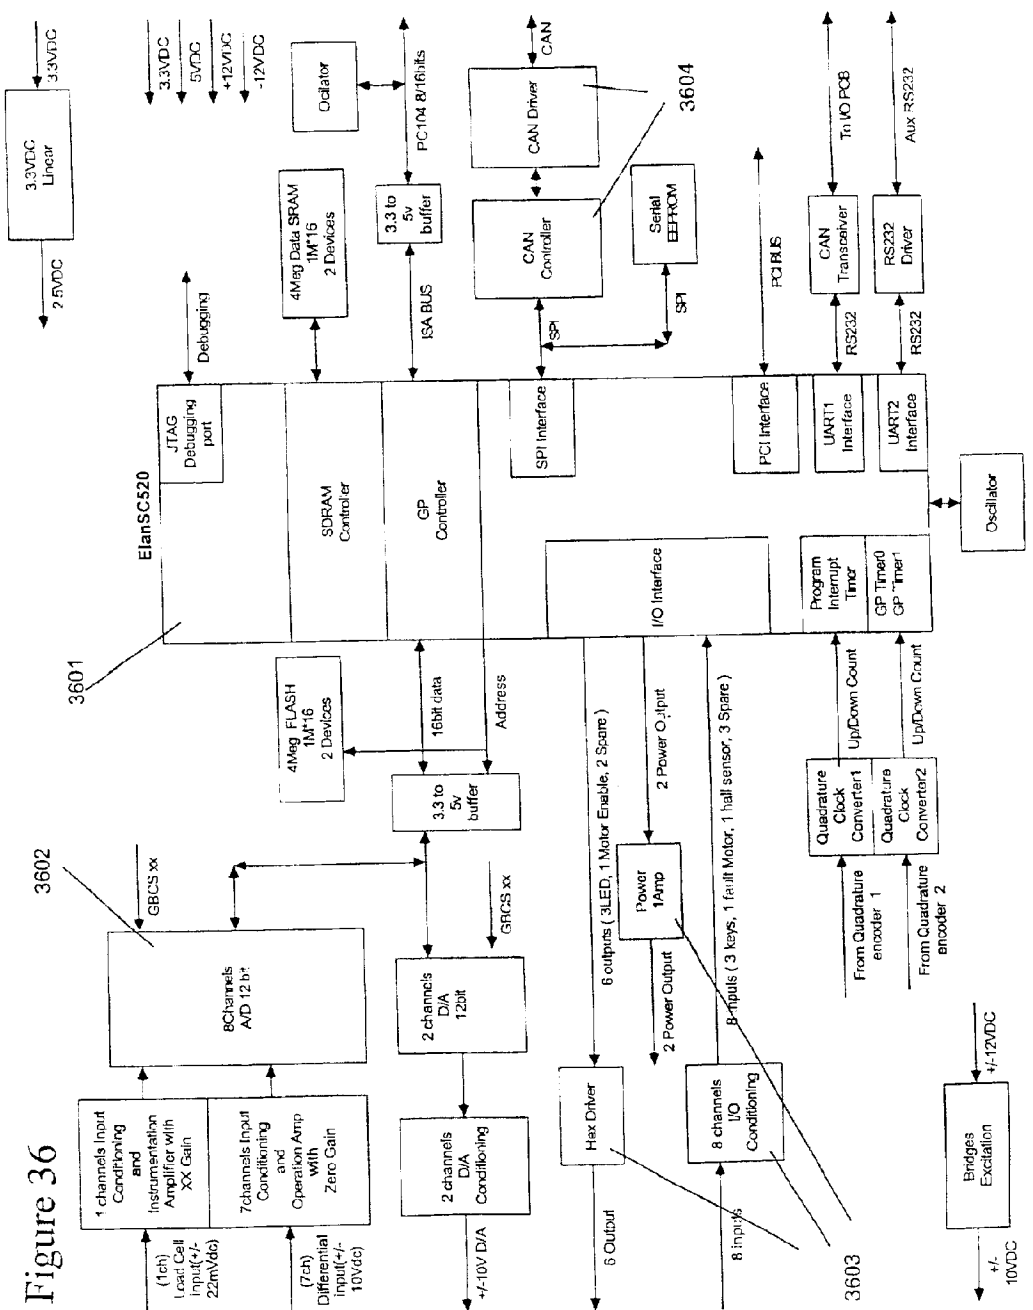 Figure 36
(1ch)
Load Cell
input(+/-
22mVdc)
1 channels Input
Conditioning
and
Instrumentation
Amplifier with
XX Gain
(7ch)
Differential
input(+/-
10Vdc)
7channels Input
Conditioning
and
Operation Amp
with
Zero Gain
8Channels
A/D 12 bit
GBCS xx
3602
+/-10V D/A
2 channels
D/A
Conditioning
2 channels
D/A
12bit
GBCS xx
3.3 to
5v
buffer
4Meg FLASH
1M*16
2 Devices
16bit data
Address
3601
ElanSC520
JTAG
Debugging
port
Debugging
SDRAM
Controller
4Meg Data SRAM
1M*16
2 Devices
GP
Controller
ISA BUS
3.3 to
5v
buffer
PC104 8/16bits
Ocilator
2.5VDC
3.3VDC
Linear
3.3VDC
3.3VDC
5VDC
+12VDC
-12VDC
6 Output
Hex Driver
6 outputs ( 3LED, 1 Motor Enable, 2 Spare )
2 Power Output
Power
1Amp
2 Power Output
8 Inputs
8 channels
I/O
Conditioning
8 Inputs ( 3 keys, 1 fault Motor, 1 hall sensor, 3 Spare )
3603
I/O Interface
SPI Interface
SPI
SPI
CAN
Controller
CAN Driver
CAN
3604
Serial
EEPROM
PCI Interface
PCI BUS
UART1
Interface
RS232
CAN
Transceiver
To I/O PCB
UART2
Interface
RS232
RS232
Driver
Aux RS232
From Quadrature
encoder 1
Quadrature
Clock
Converter1
Up/Down Count
Program
Interrupt
Timor
From Quadrature
encoder 2
Quadrature
Clock
Converter2
Up/Down Count
GP Timer0
GP Timer1
Oscillator
+/-
10VDC
Bridges
Excitation
+/-12VDC